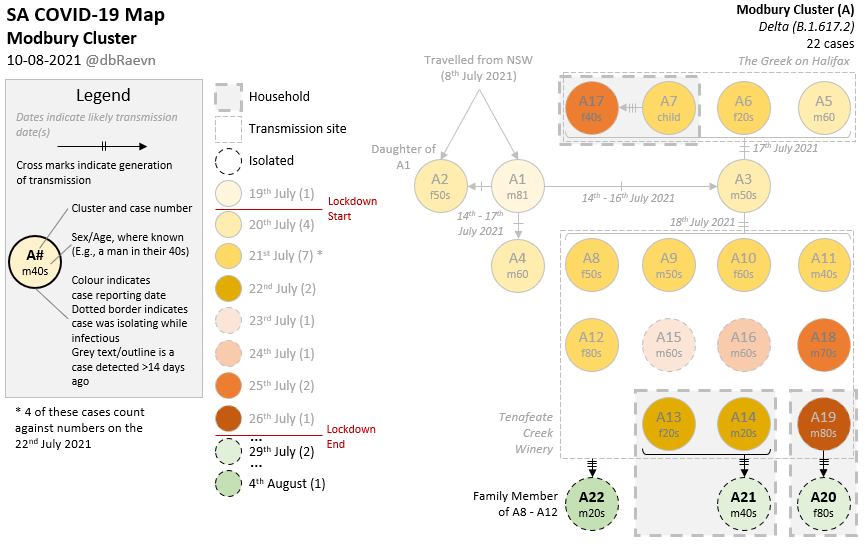 SA COVID-19 Map
Modbury Cluster
10-08-2021 @dbRaevn
Modbury Cluster (A)
Delta (B.1.617.2)
22 cases
Legend
Dates indicate likely transmission
date(s)
Cross marks indicate generation
of transmission
Cluster and case number
Sex/Age, where known
(E.g., a man in their 40s)
A#
m40s
Colour indicates
case reporting date
Dotted border indicates
case was isolating while
infectious
Grey text/outline is a
case detected >14 days
ago
* 4 of these cases count
against numbers on the
22nd July 2021
Household
Transmission site
Isolated
19th July (1)
Lockdown
Start
20th July (4)
21st July (7) *
22nd July (2)
23rd July (1)
24th July (1)
25th July (2)
26th July (1)
Lockdown
End
...
29th July (2)
...
4th August (1)
Travelled from NSW
(8th July 2021)
The Greek on Halifax
A17
f40s
A7
child
A6
f20s
A5
m60
17th July 2021
Daughter of
A1
A2
f50s
A1
m81
A3
m50s
14th - 16th July 2021
14th - 17th
July 2021
18th July 2021
A4
m60
A8
f50s
A9
m50s
A10
f60s
A11
m40s
A12
f80s
A15
m60s
A16
m60s
A18
m70s
Tenafeate
Creek
Winery
A13
f20s
A14
m20s
A19
m80s
Family Member
of A8 - A12
A22
m20s
A21
m40s
A20
f80s